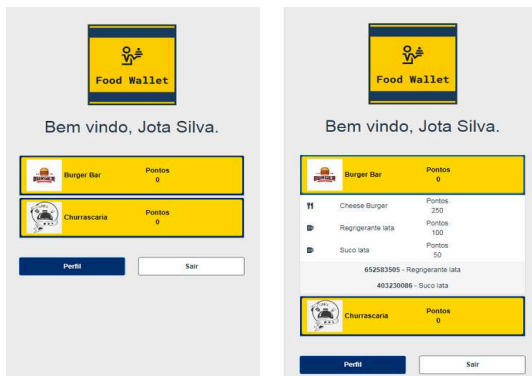 Food Wallet
Bem vindo, Jota Silva.
Burger Bar
Pontos
0
Churrascaria
Pontos
0
Perfil
Sair
Food Wallet
Bem vindo, Jota Silva.
Burger Bar
Pontos
0
Cheese Burger
Pontos
250
Regrigerante lata
Pontos
100
Suco lata
Pontos
50
652583505 - Regrigerante lata
403230086 - Suco lata
Churrascaria
Pontos
0
Perfil
Sair